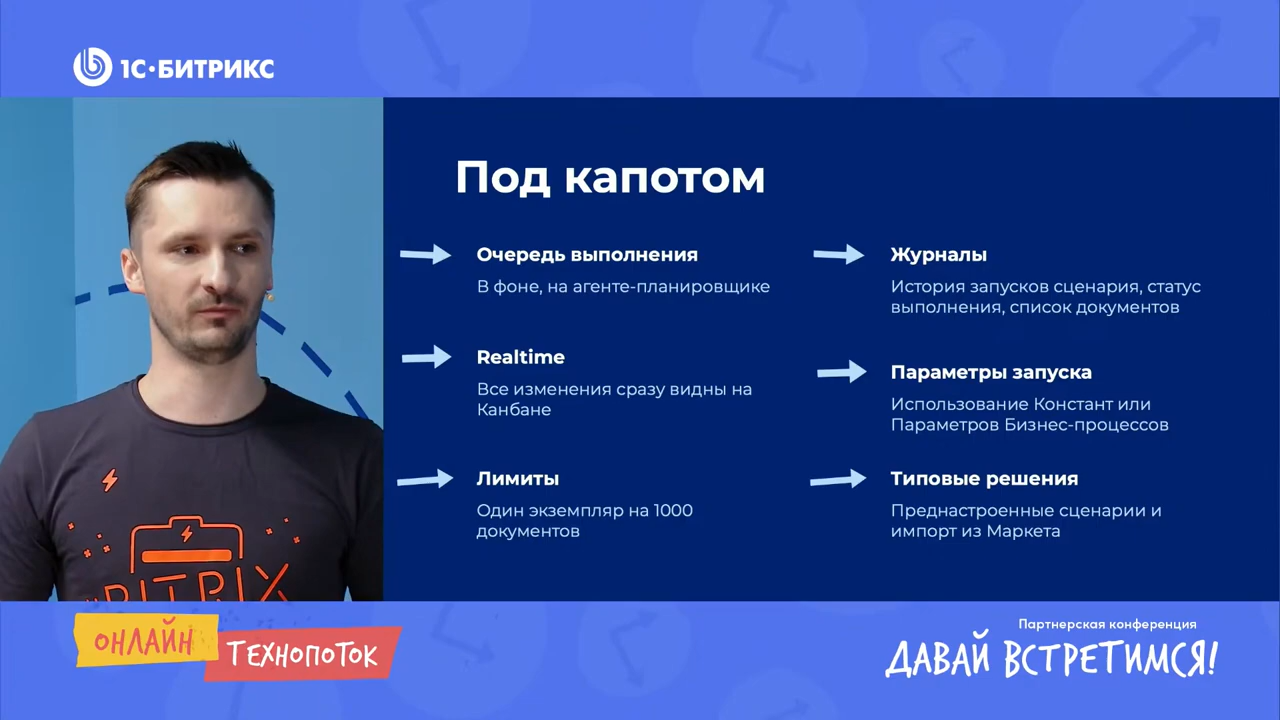 1С·БИТРИКС
Под капотом
Очередь выполнения
В фоне, на агенте-планировщике
Realtime
Все изменения сразу видны на
Канбане
Лимиты
Один экземпляр на 1000
документов
Журналы
История запусков сценария, статус
выполнения, список документов
Параметры запуска
Использование Констант или
Параметров Бизнес-процессов
Типовые решения
Преднастроенные сценарии и
импорт из Маркета
BITRIX
ОНЛАЙН
ТЕХНОПОТОК
Партнерская конференция
ДАВАЙ ВСТРЕТИМСЯ!